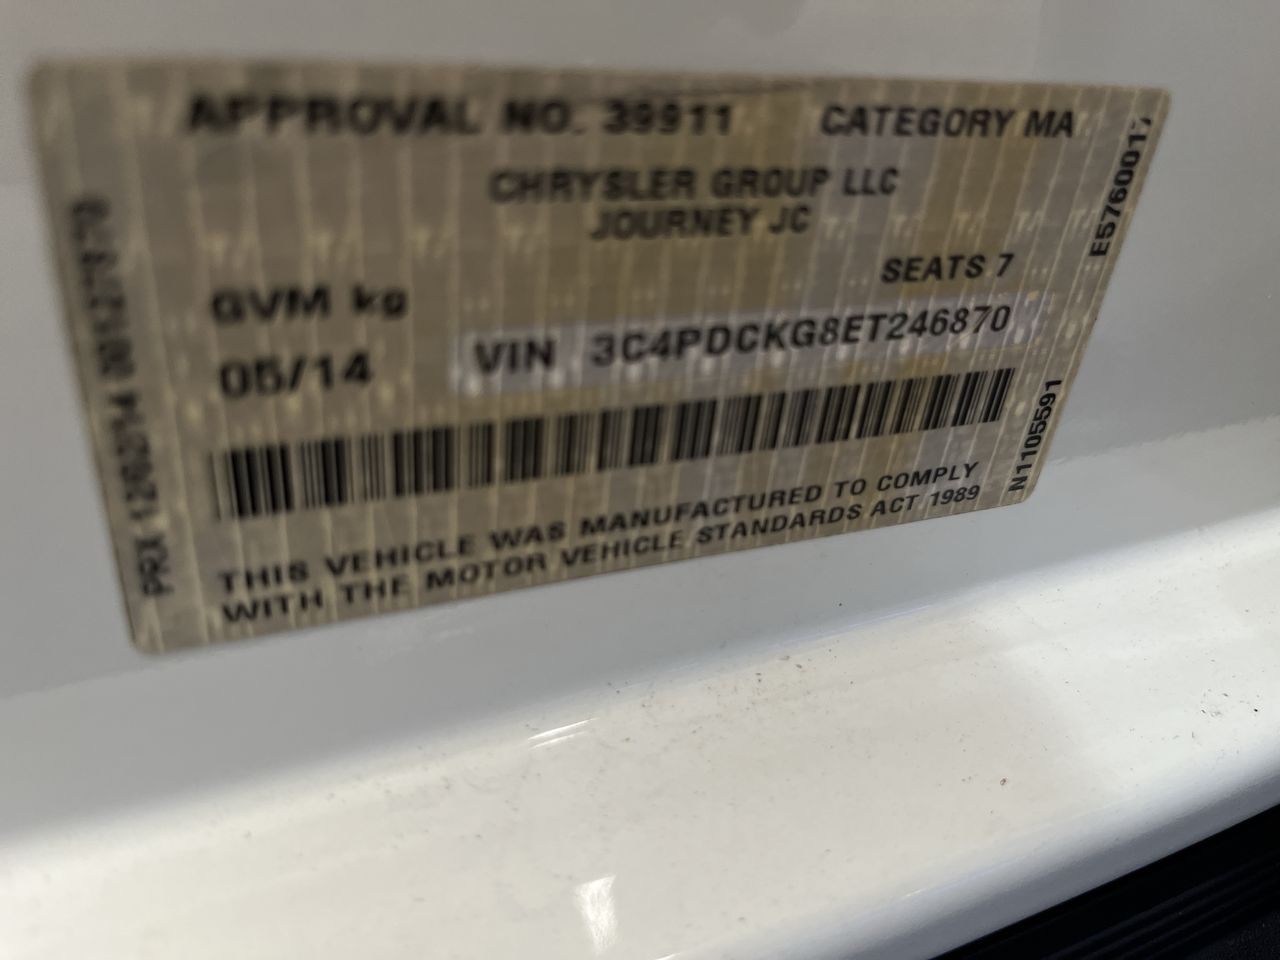 APPROVAL NO. 39911 CATEGORY MA
CHRYSLER GROUP LLC
JOURNEY JC
SEATS 7
GVM kg
05/14 VIN 3C4PDCKG8ET246870
THIS VEHICLE WAS MANUFACTURED TO COMPLY
WITH THE MOTOR VEHICLE STANDARDS ACT 1989
N1105591
PRCX